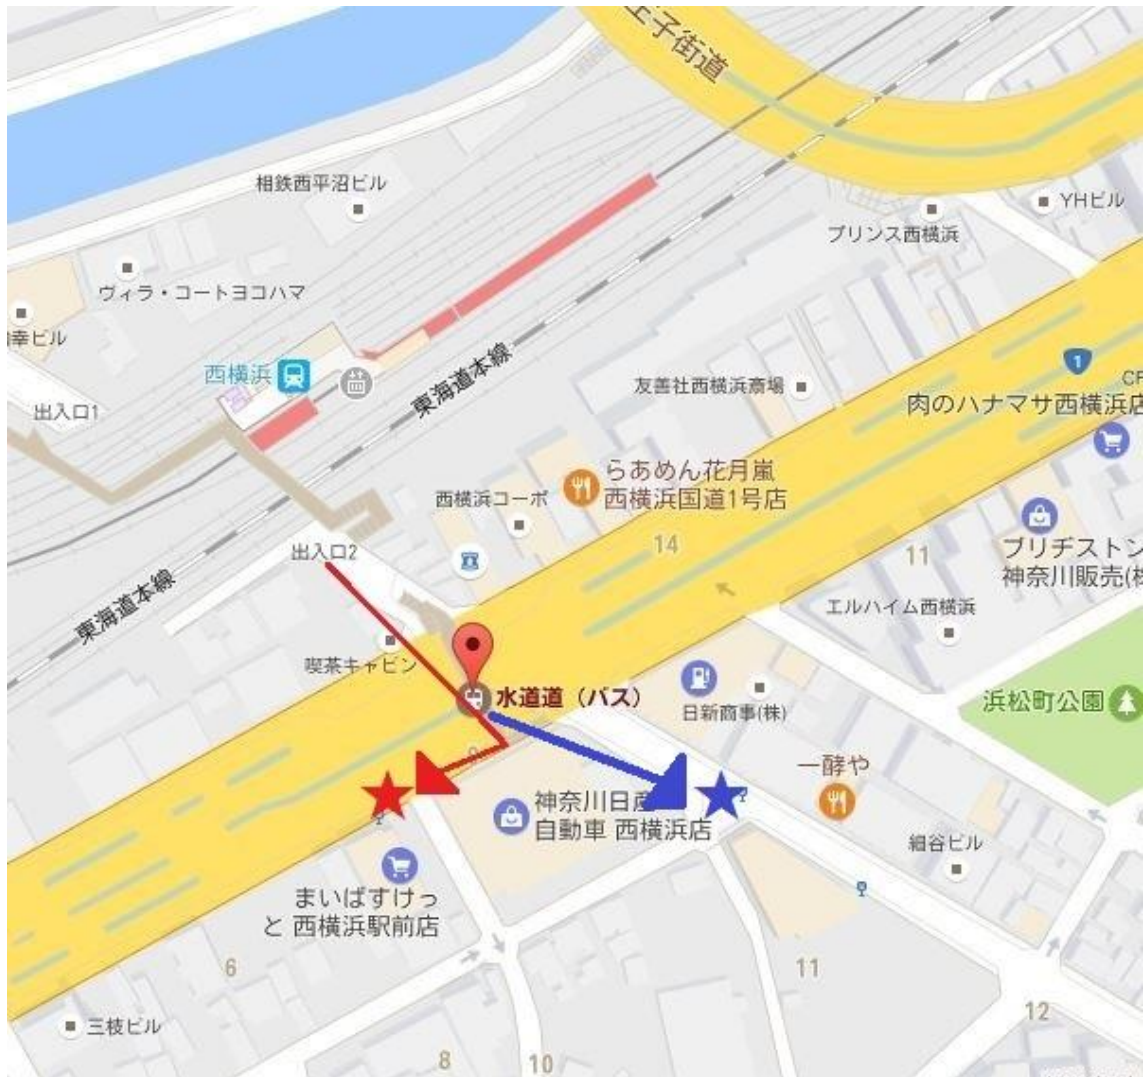 王子街道
相鉄西平沼ビル
YHビル
プリンス西横浜
ヴィラ・コートヨコハマ
幸ビル
西横浜
東海道本線
1
友善社西横浜斎場
出入口1
肉のハナマサ西横浜店
らあめん花月嵐
西横浜国道1号店
西横浜コーポ
14
11
ブリヂストン
神奈川販売(株
出入口2
東海道本線
エルハイム西横浜
喫茶キャビン
水道道（バス）
日新商事(株)
浜松町公園
9
一酵や
神奈川日産
自動車 西横浜店
細谷ビル
まいばすけっ
と 西横浜駅前店
6
11
三枝ビル
12
8
10